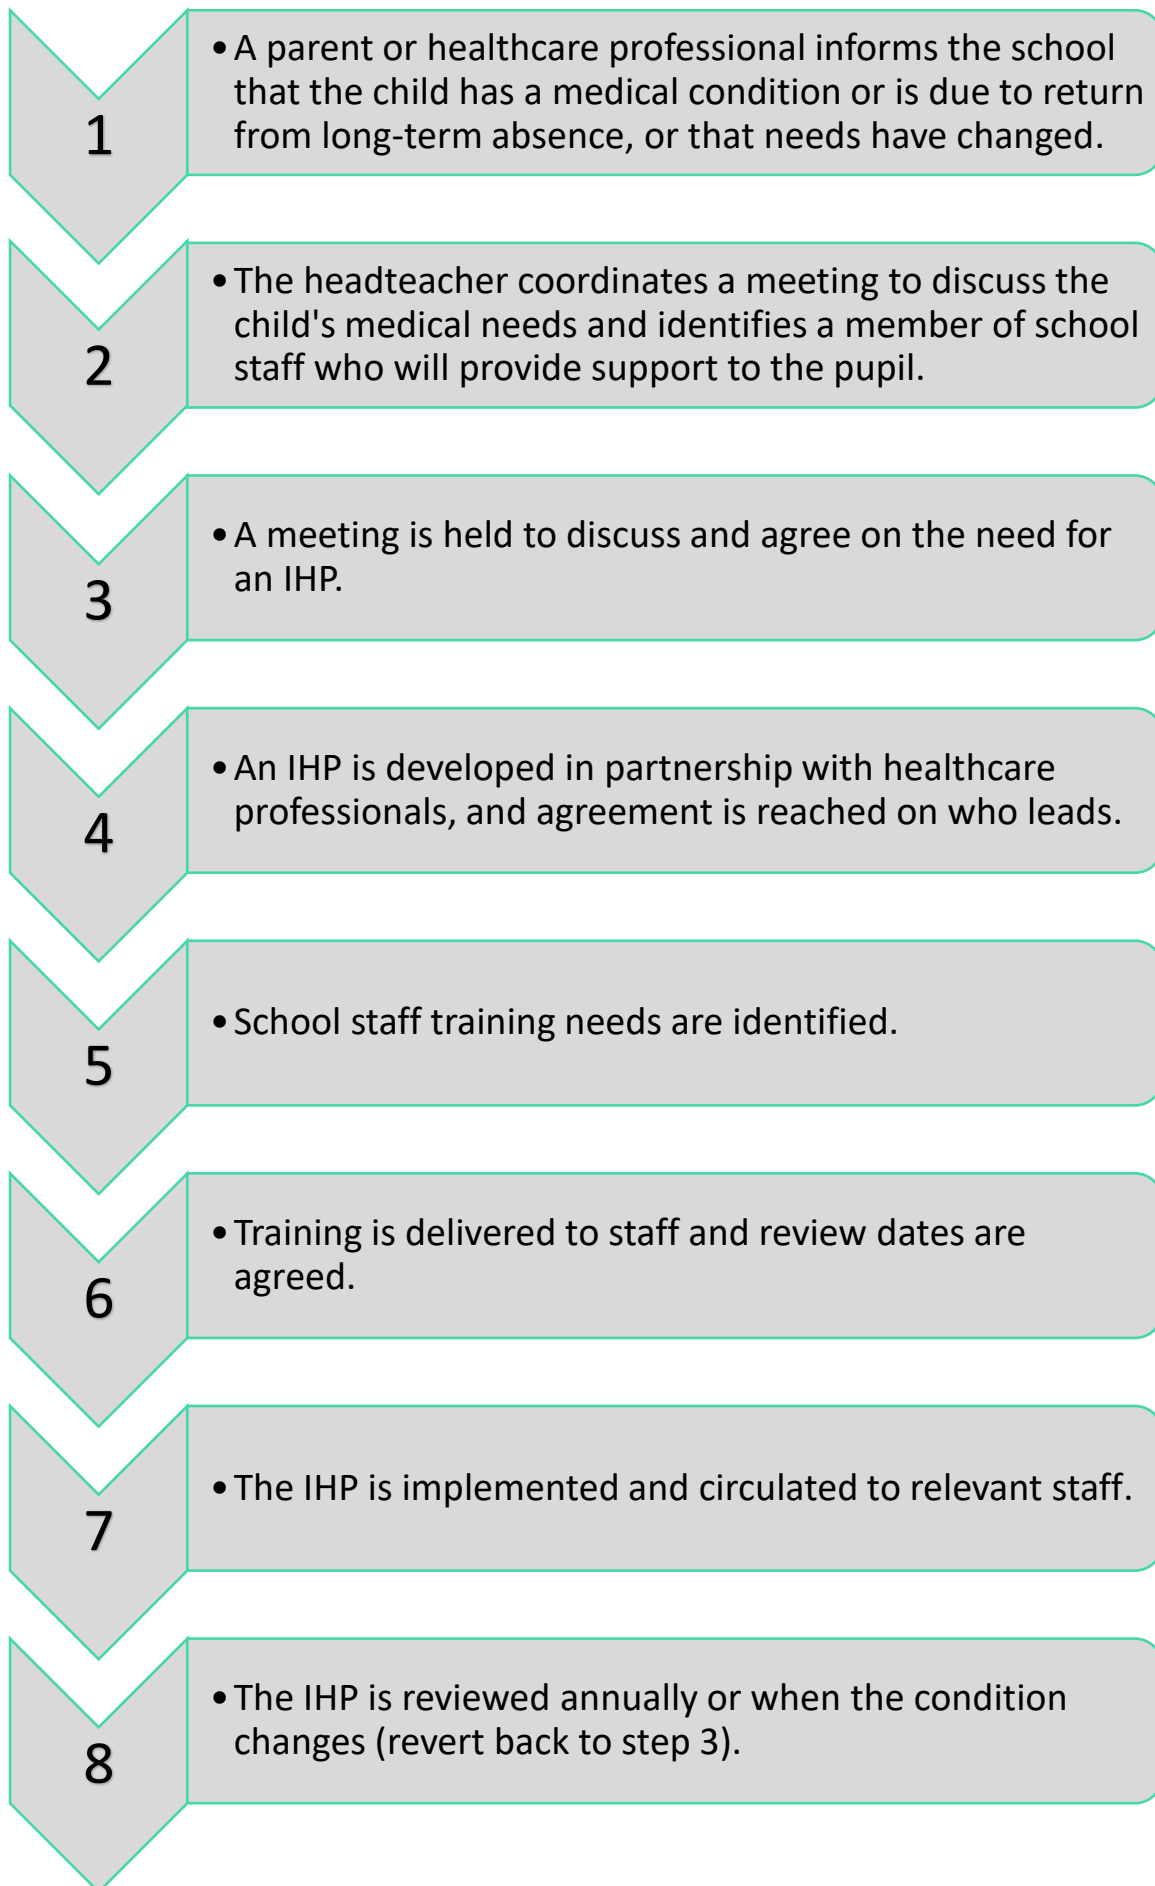 1
• A parent or healthcare professional informs the school
that the child has a medical condition or is due to return
from long-term absence, or that needs have changed.
2
• The headteacher coordinates a meeting to discuss the
child's medical needs and identifies a member of school
staff who will provide support to the pupil.
3
• A meeting is held to discuss and agree on the need for
an IHP.
4
• An IHP is developed in partnership with healthcare
professionals, and agreement is reached on who leads.
5
• School staff training needs are identified.
6
• Training is delivered to staff and review dates are
agreed.
7
• The IHP is implemented and circulated to relevant staff.
8
• The IHP is reviewed annually or when the condition
changes (revert back to step 3).